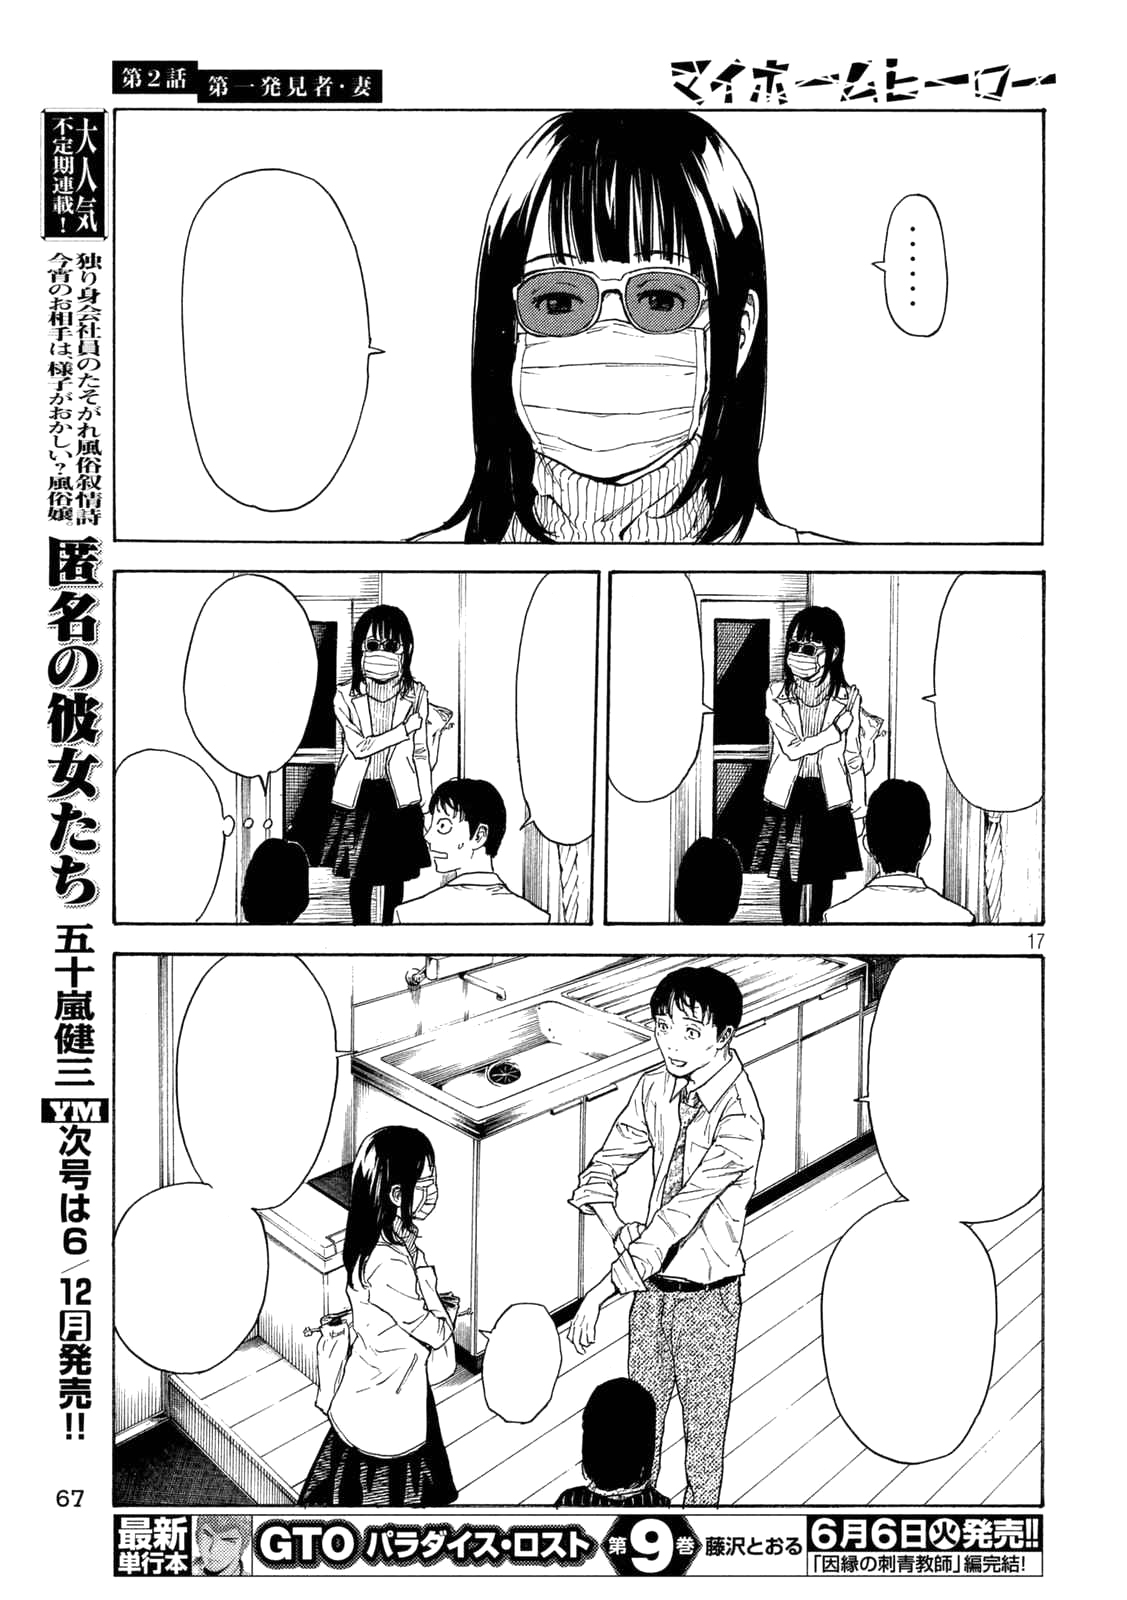 第2話
第一発見者・妻
マイホームヒーロー
‥‥‥
大人気
不定期連載！
独り身会社員のたそがれ風俗叙情詩
今宵のお相手は、様子がおかしい？風俗嬢。
匿名の彼女たち
五十嵐健三
YM次号は6/12月発売!!
17
67
最新
単行本
GTO パラダイス・ロスト
第9巻
藤沢とおる
6月6日火発売!!
「因縁の刺青教師」編完結!